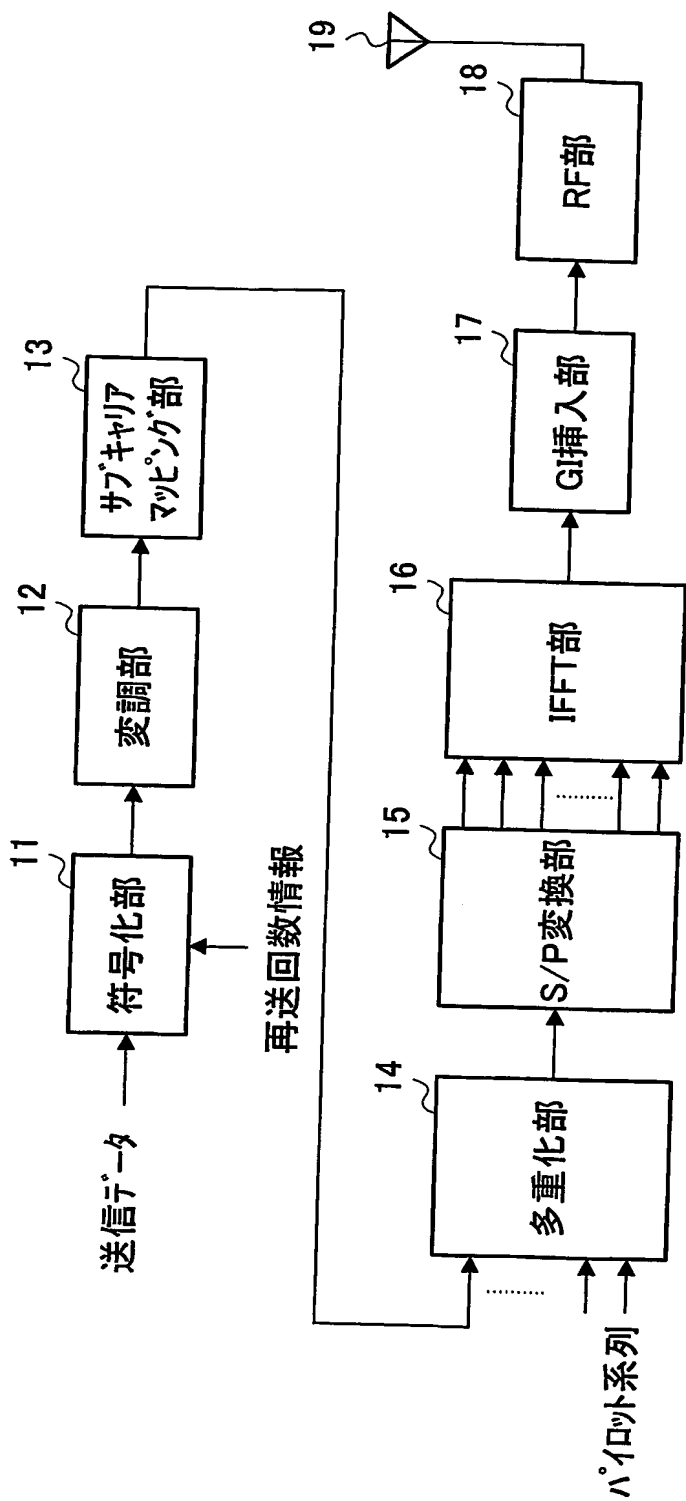 送信データ
11
符号化部
再送回数情報
12
変調部
13
サブキャリア
マッピング部
パイロット系列
14
多重化部
15
S/P変換部
16
IFFT部
17
GI挿入部
18
RF部
19